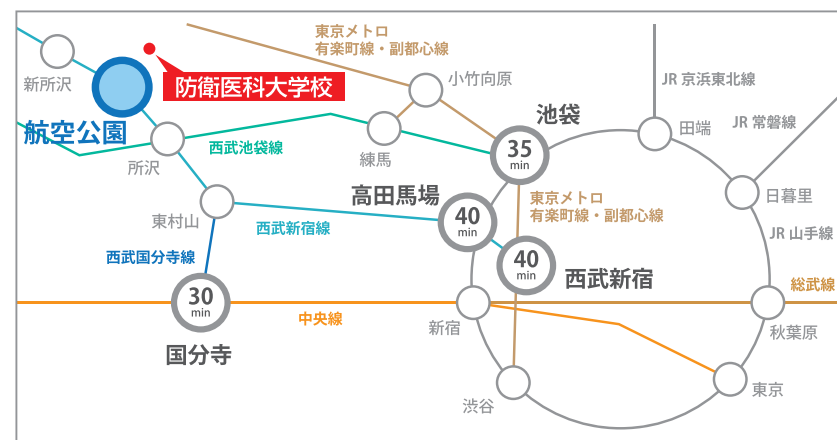 東京メトロ
有楽町線・副都心線
新所沢
防衛医科大学校
小竹向原
JR 京浜東北線
航空公園
池袋
田端
JR 常磐線
西武池袋線
練馬
35
min
所沢
高田馬場
東京メトロ
有楽町線・副都心線
日暮里
東村山
西武新宿線
40
min
JR 山手線
西武国分寺線
40
min
西武新宿
総武線
30
min
中央線
新宿
秋葉原
国分寺
渋谷
東京